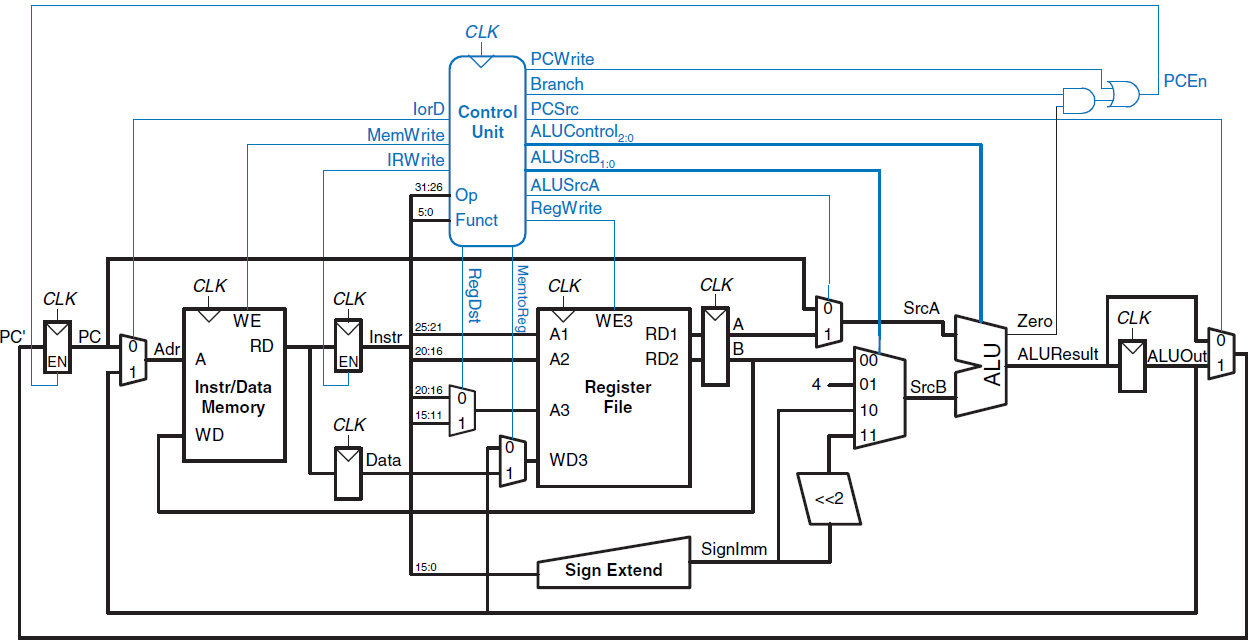 CLK
PCWrite
Branch
PCEn
IorD
Control
Unit
PCSrc
MemWrite
ALUControl2:0
IRWrite
ALUSrcB1:0
31:26
Op
ALUSrcA
5:0
Funct
RegWrite
RegDst
MemtoReg
CLK
CLK
CLK
CLK
CLK
PC'
EN
PC
0
1
Adr
WE
A
RD
Instr/Data
Memory
WD
EN
Instr
CLK
Data
25:21
20:16
20:16
15:11
0
1
0
1
A1
A2
A3
WD3
WE3
RD1
RD2
Register
File
A
B
0
1
SrcA
00
4
01
10
11
SrcB
<<2
ALU
Zero
ALUResult
CLK
ALUOut
0
1
15:0
Sign Extend
SignImm